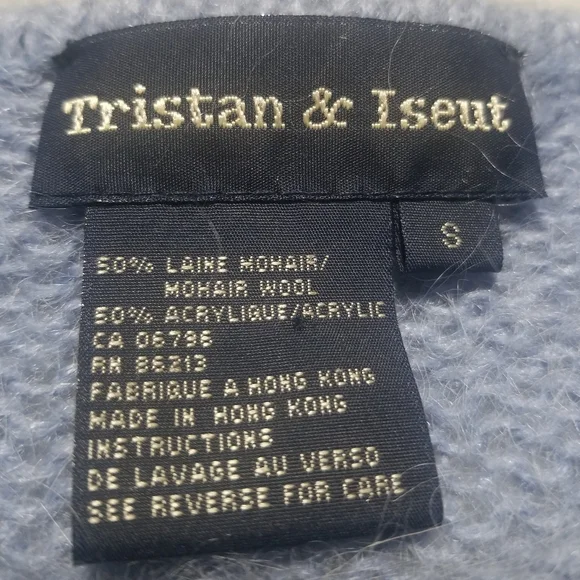 Tristan & Iseut
S
50% LAINE MOHAIR/
MOHAIR WOOL
50% ACRYLIQUE/ACRYLIC
CA 06796
RN 86213
FABRIQUE A HONG KONG
MADE IN HONG KONG
INSTRUCTIONS
DE LAVAGE AU VERSO
SEE REVERSE FOR CARE